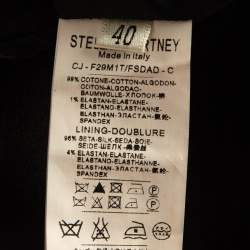 40
STELL RTNEY
Made in Italy
CJ-F29M1T/FSDAD-C
99% COTONE-COTTON-ALGODON-
COTON-ALGODAO-
BAUMWOLLE-ХЛОПОК-
1% ELASTAN-ELASTANE-
ELASTANO-ELASTHANNE-
ELASTHAN-ЭЛАСТАН-
SPANDEX
LINING-DOUBLURE
96% SETA-SILK-SEDA-SOIE-
SEIDE-ШЕЛК-
4% ELASTAN-ELASTANE-
ELASTANO-ELASTHANNE-
ELASTHAN-ЭЛАСТАН-
SPANDEX
P
P